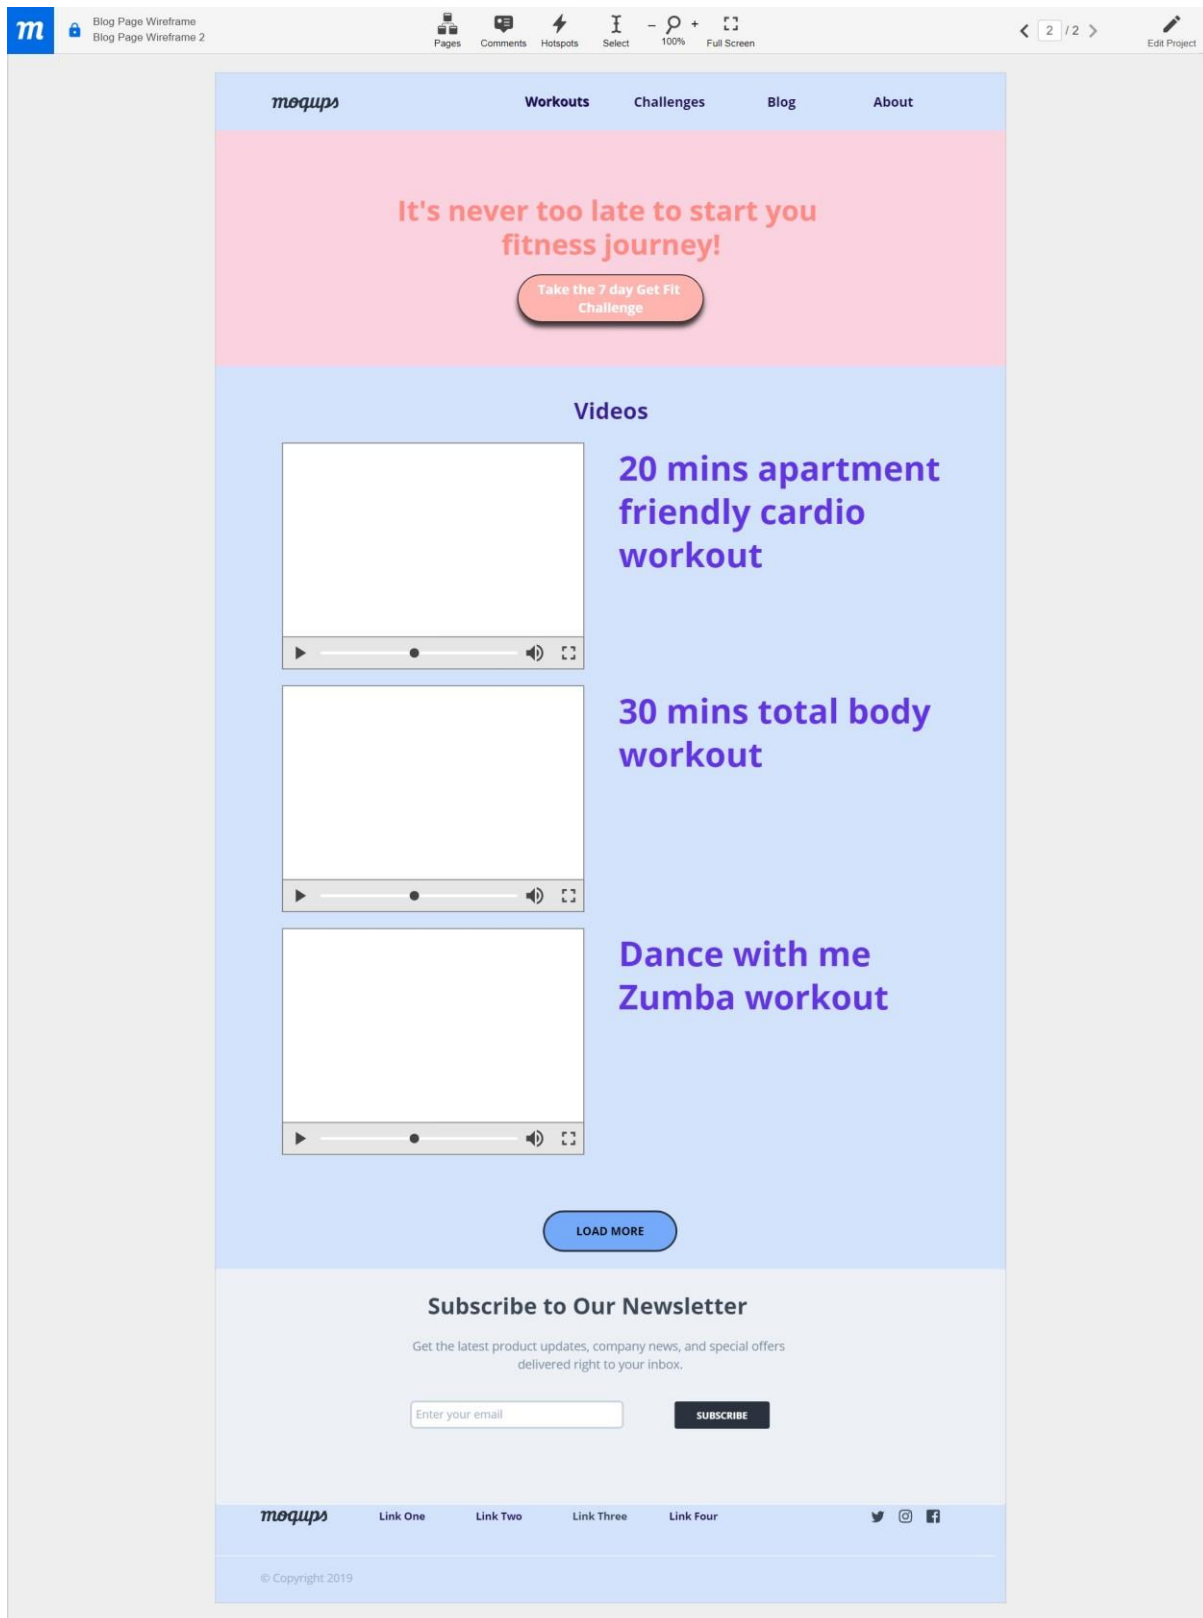 m
Blog Page Wireframe
Blog Page Wireframe 2
Pages
Comments
Hotspots
Select
– +
100%
Full Screen
2 / 2
Edit Project
moqups
Workouts Challenges Blog About
It's never too late to start you
fitness journey!
Take the 7 day Get Fit
Challenge
Videos
20 mins apartment
friendly cardio
workout
30 mins total body
workout
Dance with me
Zumba workout
LOAD MORE
Subscribe to Our Newsletter
Get the latest product updates, company news, and special offers
delivered right to your inbox.
Enter your email
SUBSCRIBE
moqups Link One Link Two Link Three Link Four
© Copyright 2019